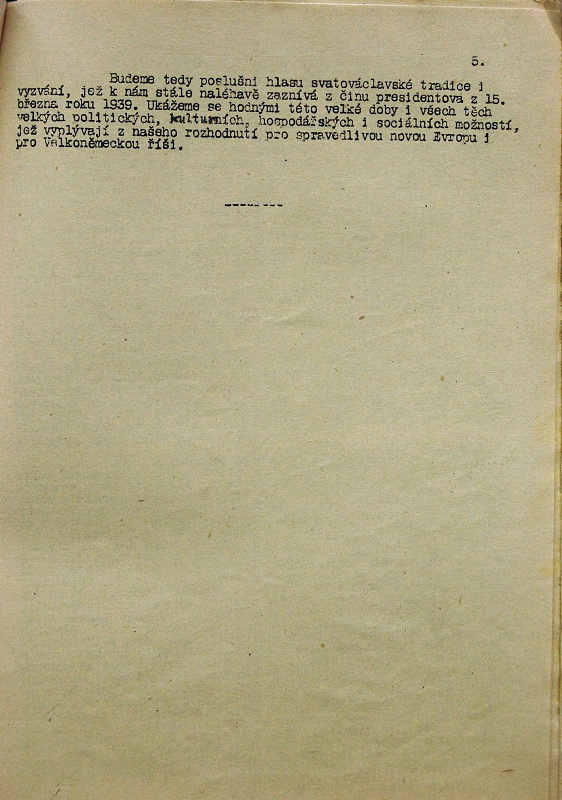 5.
Budeme tedy poslušni hlasu svatováclavské tradice i
vyzvání, jež k nám stále naléhavě zaznívá z činu presidentova z 15.
března roku 1939. Ukážeme se hodnými této velké doby i všech těch
velkých politických, kulturních, hospodářských i sociálních možností,
jež vyplývají z našeho rozhodnutí pro spravedlivou novou Evropu i
pro Velkoněmeckou říši.
--------